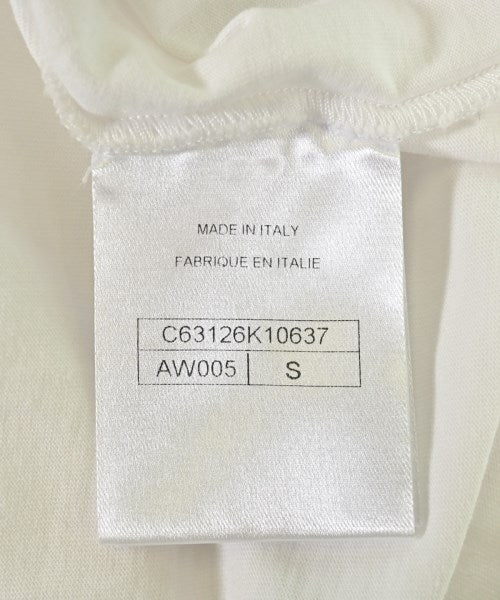 MADE IN ITALY
FABRIQUE EN ITALIE
C63126K10637
AW005 S